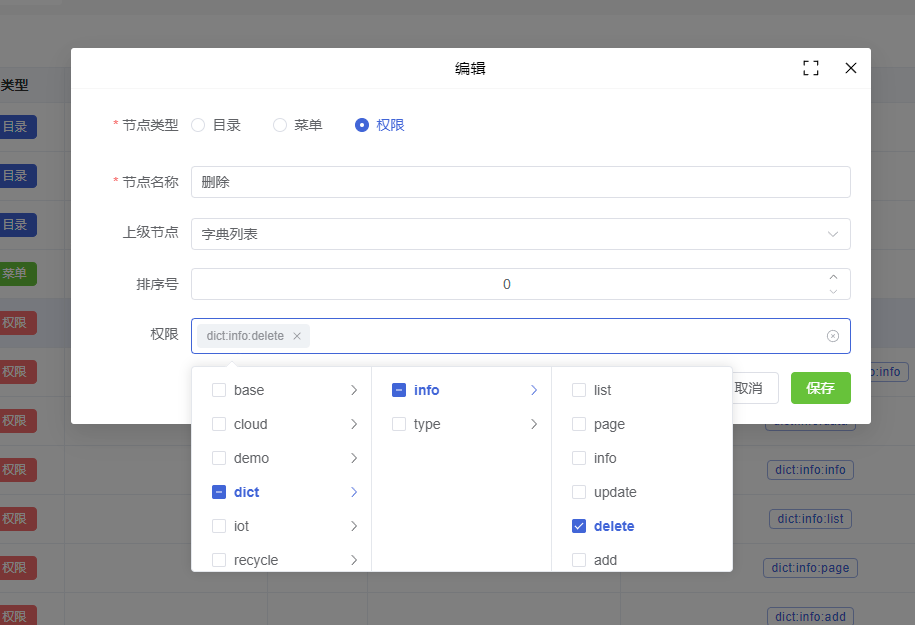 编辑
类型
目录
* 节点类型 目录 菜单 权限
目录
* 节点名称 删除
目录
上级节点 字典列表
菜单
排序号 0
权限
权限 dict:info:delete
权限
取消 保存
o:info
base info list
cloud type page
权限
demo info
权限
dict:info:info
dict update
权限
dict:info:list
iot delete
recycle add
权限
dict:info:page
权限
dict:info:add